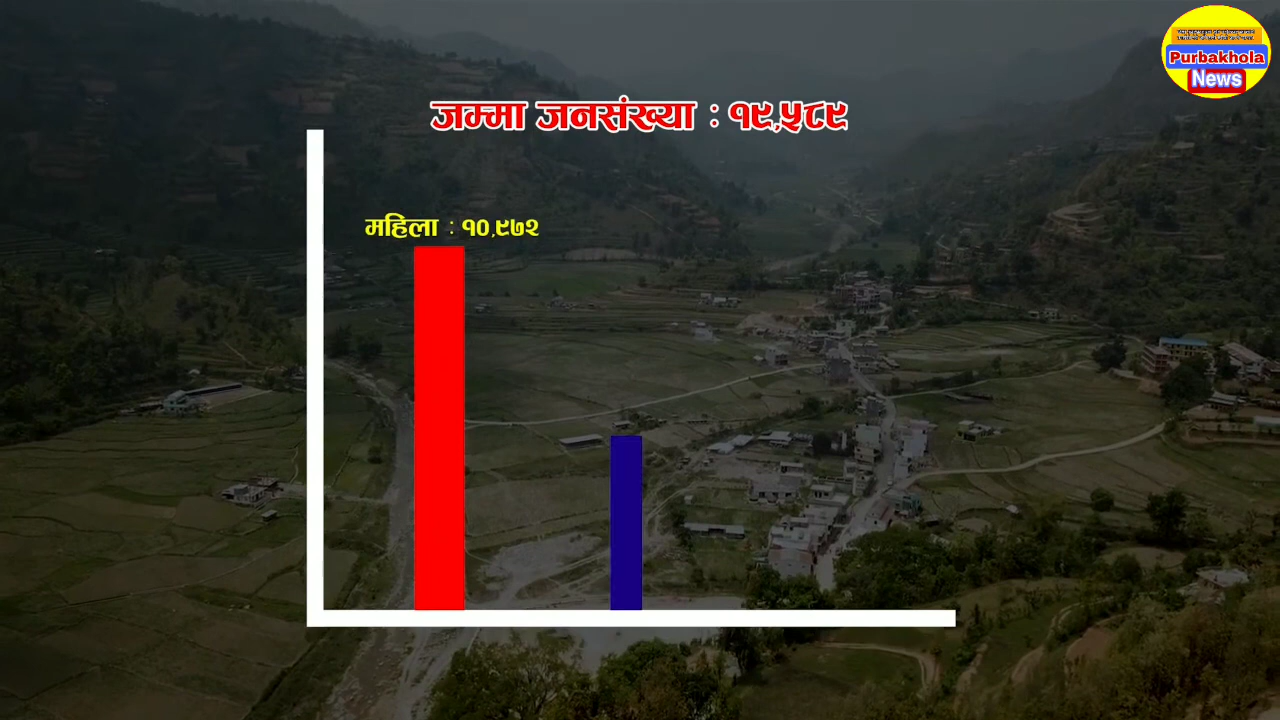 जम्मा जनसंख्या : १९,५८९
महिला : १०,९७२
Purbakhola
News